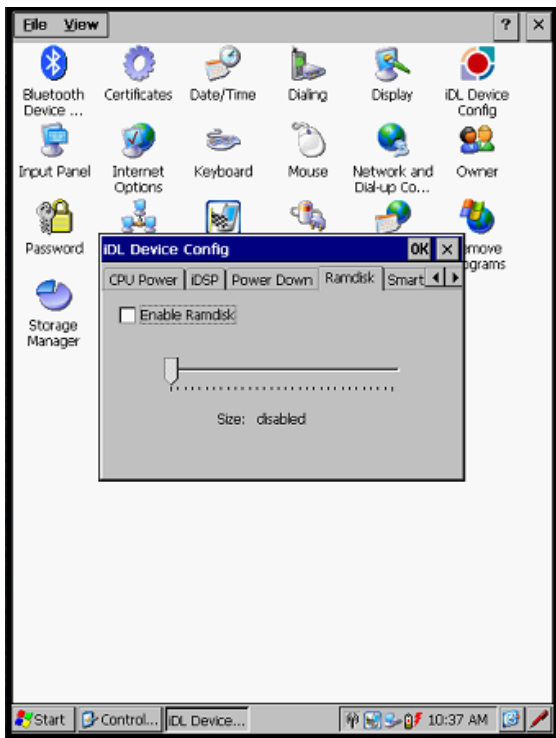 File View ? ×
Bluetooth Device ...
Certificates
Date/Time
Dialing
Display
iDL Device Config
Input Panel
Internet Options
Keyboard
Mouse
Network and Dial-up Co...
Owner
Password
emove
ograms
Storage Manager
iDL Device Config OK ×
CPU Power iDSP Power Down Ramdisk Smart
Enable Ramdisk
Size: disabled
Start Control... iDL Device... 10:37 AM